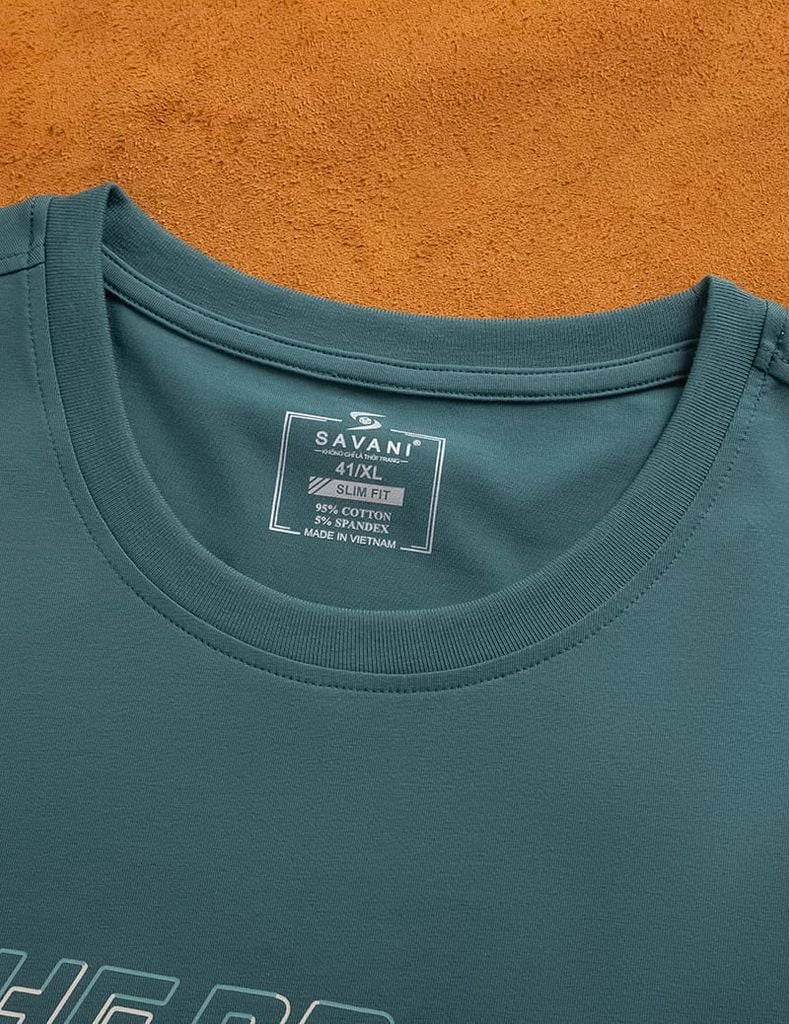 SAVANI®
KHÔNG CHỈ LÀ THỜI TRANG
41/XL
SLIM FIT
95% COTTON
5% SPANDEX
MADE IN VIETNAM